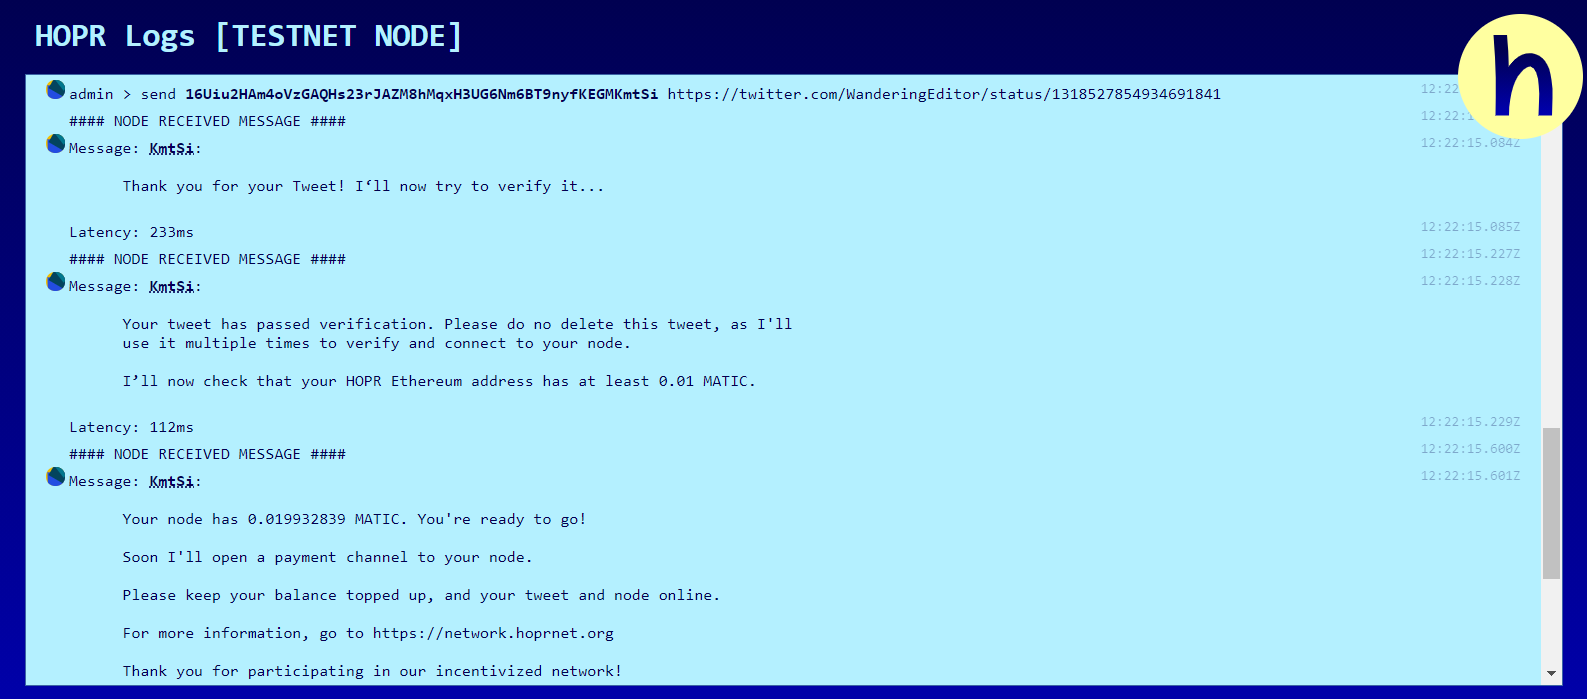 HOPR Logs [TESTNET NODE]
h
admin > send 16Uiu2HAm4oVzGAQHs23rJAZM8hMqxH3UG6Nm6BT9nyfKEGMKmtSi https://twitter.com/WanderingEditor/status/1318527854934691841 12:22
#### NODE RECEIVED MESSAGE #### 12:22:1
Message: KmtSi: 12:22:15.084Z
Thank you for your Tweet! I‘ll now try to verify it...
Latency: 233ms 12:22:15.085Z
#### NODE RECEIVED MESSAGE #### 12:22:15.227Z
Message: KmtSi: 12:22:15.228Z
Your tweet has passed verification. Please do no delete this tweet, as I'll
use it multiple times to verify and connect to your node.
I’ll now check that your HOPR Ethereum address has at least 0.01 MATIC.
Latency: 112ms 12:22:15.229Z
#### NODE RECEIVED MESSAGE #### 12:22:15.600Z
Message: KmtSi: 12:22:15.601Z
Your node has 0.019932839 MATIC. You're ready to go!
Soon I'll open a payment channel to your node.
Please keep your balance topped up, and your tweet and node online.
For more information, go to https://network.hoprnet.org
Thank you for participating in our incentivized network!